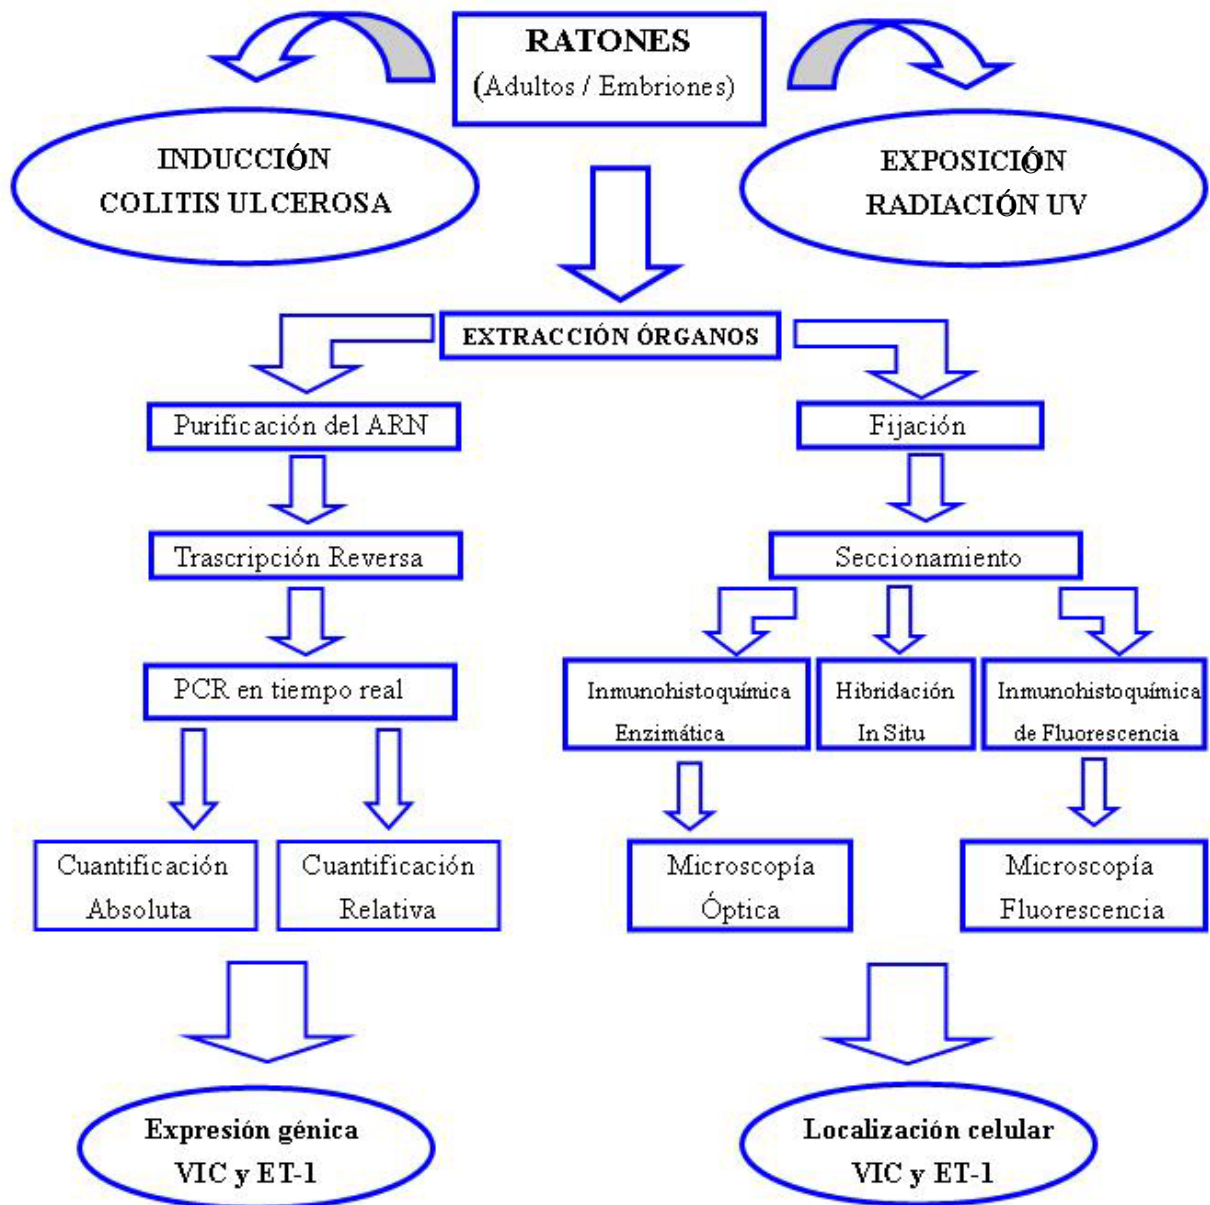 RATONES
(Adultos / Embriones)
INDUCCIÓN
COLITIS ULCEROSA
EXPOSICIÓN
RADIACIÓN UV
EXTRACCIÓN ÓRGANOS
Purificación del ARN
Fijación
Trascripción Reversa
Seccionamiento
PCR en tiempo real
Inmunohistoquímica
Enzimática
Hibridación
In Situ
Inmunohistoquímica
de Fluorescencia
Cuantificación
Absoluta
Cuantificación
Relativa
Microscopía
Óptica
Microscopía
Fluorescencia
Expresión génica
VIC y ET-1
Localización celular
VIC y ET-1